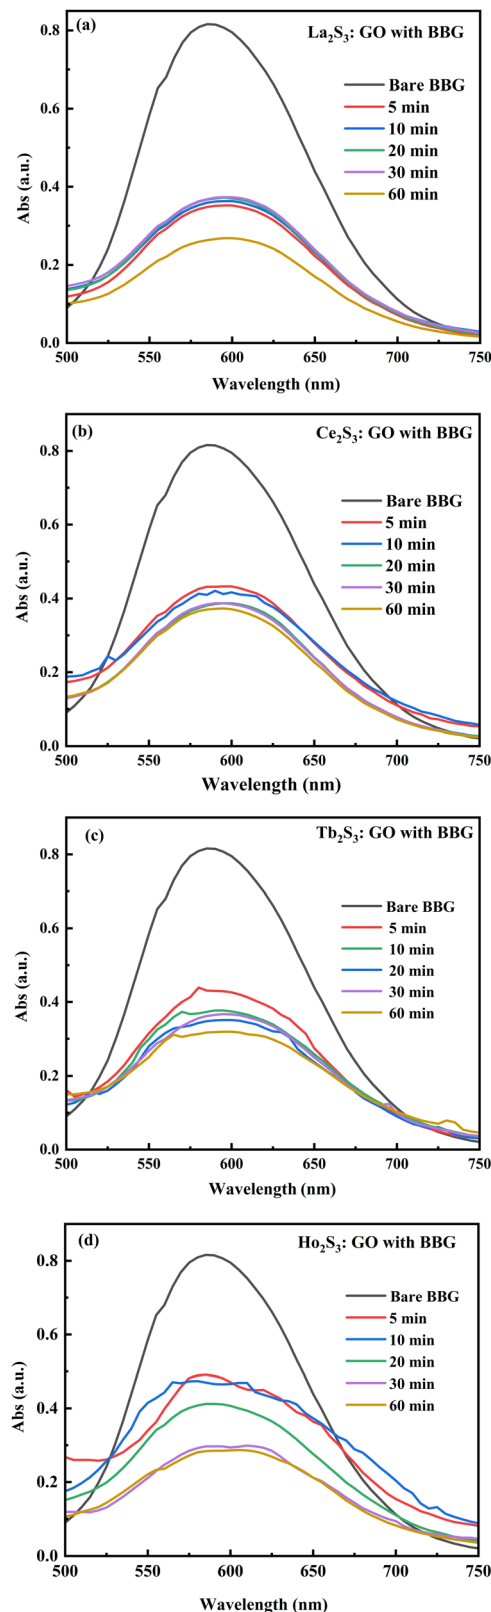 (a)
La₂S₃: GO with BBG
Bare BBG
5 min
10 min
20 min
30 min
60 min
0.8
0.6
0.4
0.2
0.0
Abs (a.u.)
500 550 600 650 700 750
Wavelength (nm)
(b)
Ce₂S₃: GO with BBG
Bare BBG
5 min
10 min
20 min
30 min
60 min
0.8
0.6
0.4
0.2
0.0
Abs (a.u.)
500 550 600 650 700 750
Wavelength (nm)
(c)
Tb₂S₃: GO with BBG
Bare BBG
5 min
10 min
20 min
30 min
60 min
0.8
0.6
0.4
0.2
0.0
Abs (a.u.)
500 550 600 650 700 750
Wavelength (nm)
(d)
Ho₂S₃: GO with BBG
Bare BBG
5 min
10 min
20 min
30 min
60 min
0.8
0.6
0.4
0.2
0.0
Abs (a.u.)
500 550 600 650 700 750
Wavelength (nm)